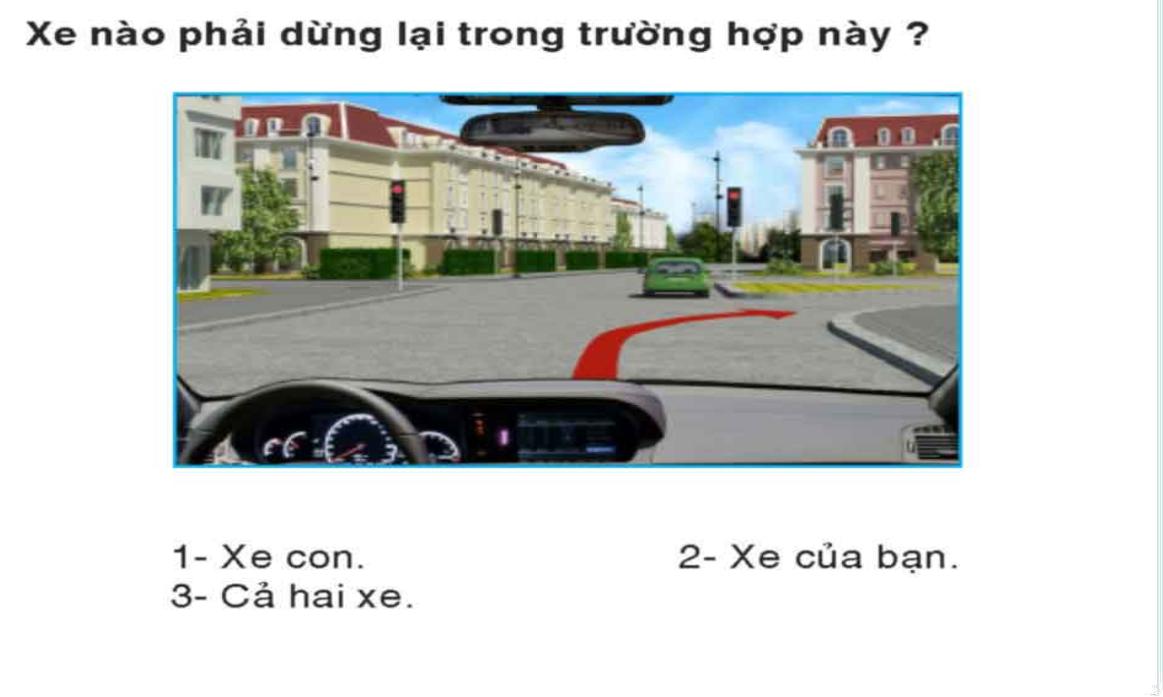 Xe nào phải dừng lại trong trường hợp này ?
1- Xe con.
2- Xe của bạn.
3- Cả hai xe.